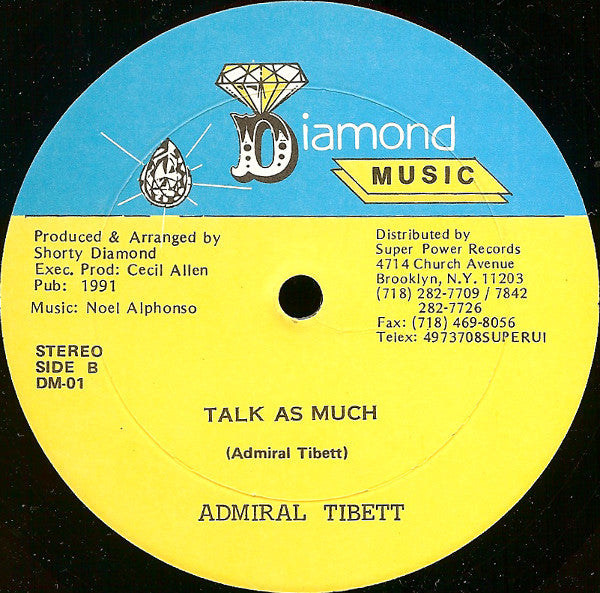 Diamond
MUSIC
Produced & Arranged by
Shorty Diamond
Exec. Prod: Cecil Allen
Pub: 1991
Music: Noel Alphonso
STEREO
SIDE B
DM-01
Distributed by
Super Power Records
4714 Church Avenue
Brooklyn, N.Y. 11203
(718) 282-7709 / 7842
282-7726
Fax: (718) 469-8056
Telex: 4973708SUPERUI
TALK AS MUCH
(Admiral Tibett)
ADMIRAL TIBETT